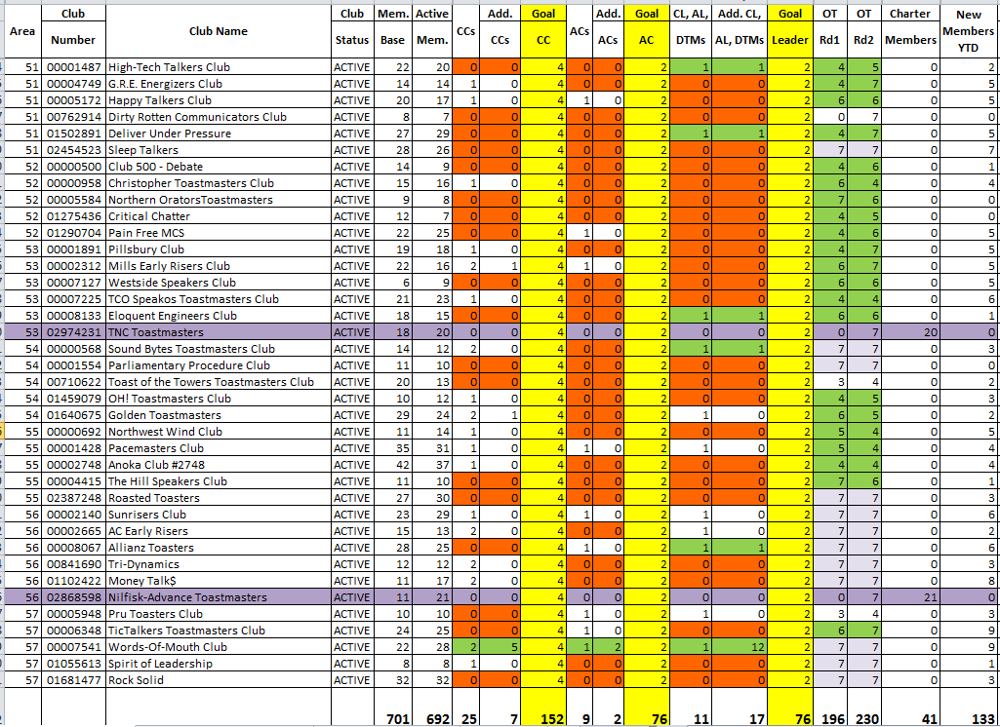 Club Club Mem. Active Add. Goal Add. Goal CL, AL, Add. CL, Goal OT OT Charter New
Area Club Name CCs ACs Members
Number Status Base Mem. CCs CC ACs AC DTMs AL, DTMs Leader Rd1 Rd2 Members YTD
51 00001487 High-Tech Talkers Club ACTIVE 22 20 0 0 4 0 0 2 1 1 2 4 5 0 2
51 00004749 G.R.E. Energizers Club ACTIVE 14 14 1 0 4 0 0 2 0 0 2 4 7 0 5
51 00005172 Happy Talkers Club ACTIVE 20 17 1 0 4 1 0 2 0 0 2 6 6 0 5
51 00762914 Dirty Rotten Communicators Club ACTIVE 8 7 0 0 4 0 0 2 0 0 2 0 7 0 0
51 01502891 Deliver Under Pressure ACTIVE 27 29 0 0 4 0 0 2 1 1 2 4 7 0 5
51 02454523 Sleep Talkers ACTIVE 28 26 0 0 4 0 0 2 0 0 2 7 7 0 7
52 00000500 Club 500 - Debate ACTIVE 14 9 0 0 4 0 0 2 0 0 2 4 6 0 1
52 00000958 Christopher Toastmasters Club ACTIVE 15 16 1 0 4 0 0 2 0 0 2 6 4 0 4
52 00005584 Northern OratorsToastmasters ACTIVE 9 8 0 0 4 0 0 2 0 0 2 7 6 0 0
52 01275436 Critical Chatter ACTIVE 12 7 0 0 4 0 0 2 0 0 2 4 5 0 0
52 01290704 Pain Free MCS ACTIVE 22 25 0 0 4 1 0 2 0 0 2 4 6 0 5
53 00001891 Pillsbury Club ACTIVE 19 18 1 0 4 0 0 2 0 0 2 4 7 0 5
53 00002312 Mills Early Risers Club ACTIVE 22 16 2 1 4 1 0 2 0 0 2 6 7 0 5
53 00007127 Westside Speakers Club ACTIVE 6 9 0 0 4 0 0 2 0 0 2 6 6 0 5
53 00007225 TCO Speakos Toastmasters Club ACTIVE 21 23 1 0 4 0 0 2 0 0 2 4 4 0 6
53 00008133 Eloquent Engineers Club ACTIVE 18 15 0 0 4 0 0 2 1 1 2 6 6 0 1
53 02974231 TNC Toastmasters ACTIVE 18 20 0 0 4 0 0 2 0 0 2 0 7 20 0
54 00000568 Sound Bytes Toastmasters Club ACTIVE 14 12 2 0 4 0 0 2 1 1 2 7 7 0 3
54 00001554 Parliamentary Procedure Club ACTIVE 11 10 0 0 4 0 0 2 0 0 2 7 7 0 0
54 00710622 Toast of the Towers Toastmasters Club ACTIVE 20 13 0 0 4 0 0 2 0 0 2 3 4 0 2
54 01459079 OH! Toastmasters Club ACTIVE 10 12 1 0 4 0 0 2 0 0 2 4 5 0 3
54 01640675 Golden Toastmasters ACTIVE 29 24 2 1 4 0 0 2 1 0 2 6 5 0 2
55 00000692 Northwest Wind Club ACTIVE 11 14 1 0 4 0 0 2 0 0 2 5 4 0 5
55 00001428 Pacemasters Club ACTIVE 35 31 1 0 4 1 0 2 1 0 2 5 4 0 4
55 00002748 Anoka Club #2748 ACTIVE 42 37 1 0 4 0 0 2 0 0 2 4 4 0 4
55 00004415 The Hill Speakers Club ACTIVE 11 10 0 0 4 0 0 2 0 0 2 7 6 0 1
55 02387248 Roasted Toasters ACTIVE 27 30 0 0 4 0 0 2 0 0 2 7 7 0 3
56 00002140 Sunrisers Club ACTIVE 23 29 1 0 4 1 0 2 1 0 2 7 7 0 6
56 00002665 AC Early Risers ACTIVE 15 13 2 0 4 0 0 2 1 0 2 7 7 0 2
56 00008067 Allianz Toasters ACTIVE 28 25 0 0 4 1 0 2 1 1 2 7 7 0 6
56 00841690 Tri-Dynamics ACTIVE 12 12 2 0 4 0 0 2 0 0 2 7 7 0 3
56 01102422 Money Talk$ ACTIVE 11 17 2 0 4 0 0 2 0 0 2 7 7 0 8
56 02868598 Nilfisk-Advance Toastmasters ACTIVE 11 21 0 0 4 0 0 2 0 0 2 0 7 21 0
57 00005948 Pru Toasters Club ACTIVE 10 10 0 0 4 1 0 2 1 0 2 3 4 0 3
57 00006348 TicTalkers Toastmasters Club ACTIVE 24 25 0 0 4 1 0 2 0 0 2 6 7 0 9
57 00007541 Words-Of-Mouth Club ACTIVE 22 28 2 5 4 1 2 2 1 12 2 7 7 0 9
57 01055613 Spirit of Leadership ACTIVE 8 8 1 0 4 0 0 2 0 0 2 7 7 0 1
57 01681477 Rock Solid ACTIVE 32 32 0 0 4 0 0 2 0 0 2 7 7 0 3
701 692 25 7 152 9 2 76 11 17 76 196 230 41 133